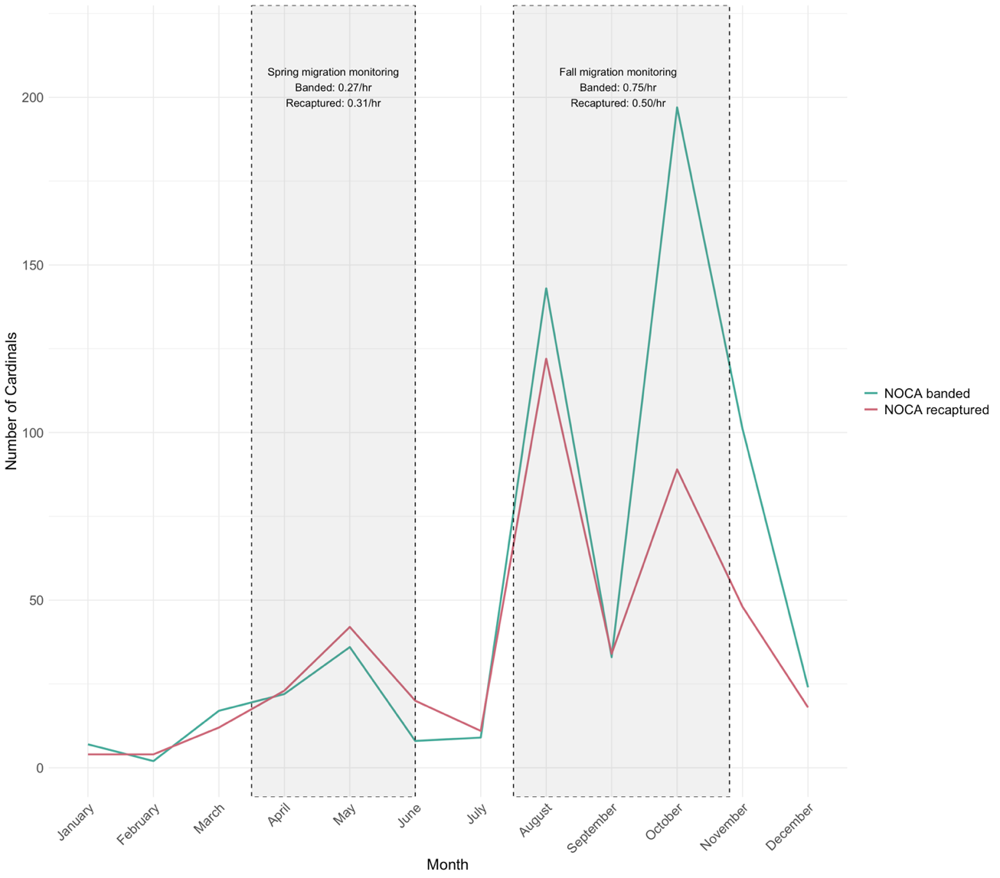 Spring migration monitoring
Banded: 0.27/hr
Recaptured: 0.31/hr
Fall migration monitoring
Banded: 0.75/hr
Recaptured: 0.50/hr
200
150
100
50
0
Number of Cardinals
NOCA banded
NOCA recaptured
January
February
March
April
May
June
July
August
September
October
November
December
Month